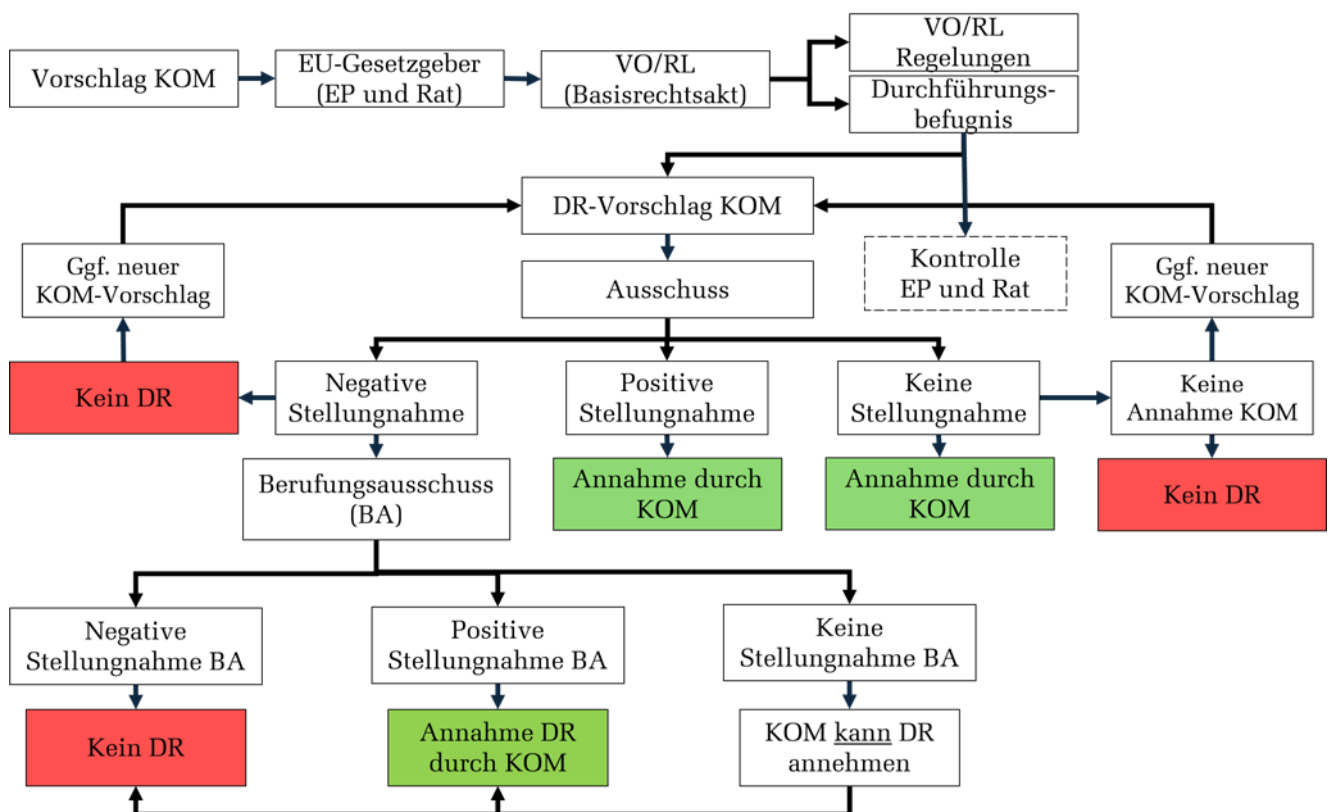 Vorschlag KOM
EU-Gesetzgeber
(EP und Rat)
VO/RL
(Basisrechtsakt)
VO/RL
Regelungen
Durchführungs-
befugnis
DR-Vorschlag KOM
Kontrolle
EP und Rat
Ggf. neuer
KOM-Vorschlag
Ausschuss
Ggf. neuer
KOM-Vorschlag
Kein DR
Negative
Stellungnahme
Positive
Stellungnahme
Keine
Stellungnahme
Keine
Annahme KOM
Berufungsausschuss
(BA)
Annahme durch
KOM
Annahme durch
KOM
Kein DR
Negative
Stellungnahme BA
Positive
Stellungnahme BA
Keine
Stellungnahme BA
Kein DR
Annahme DR
durch KOM
KOM kann DR
annehmen